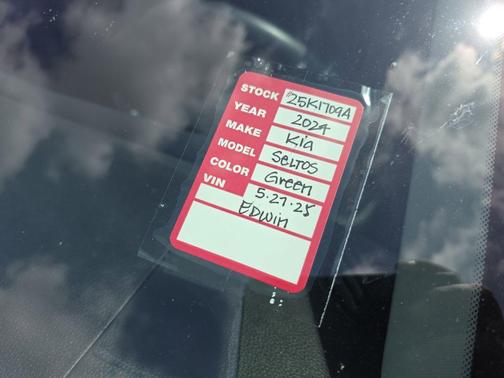 STOCK #25K1709A
YEAR 2024
MAKE Kia
MODEL SELTOS
COLOR Green
VIN 5.27.25
EDWIN